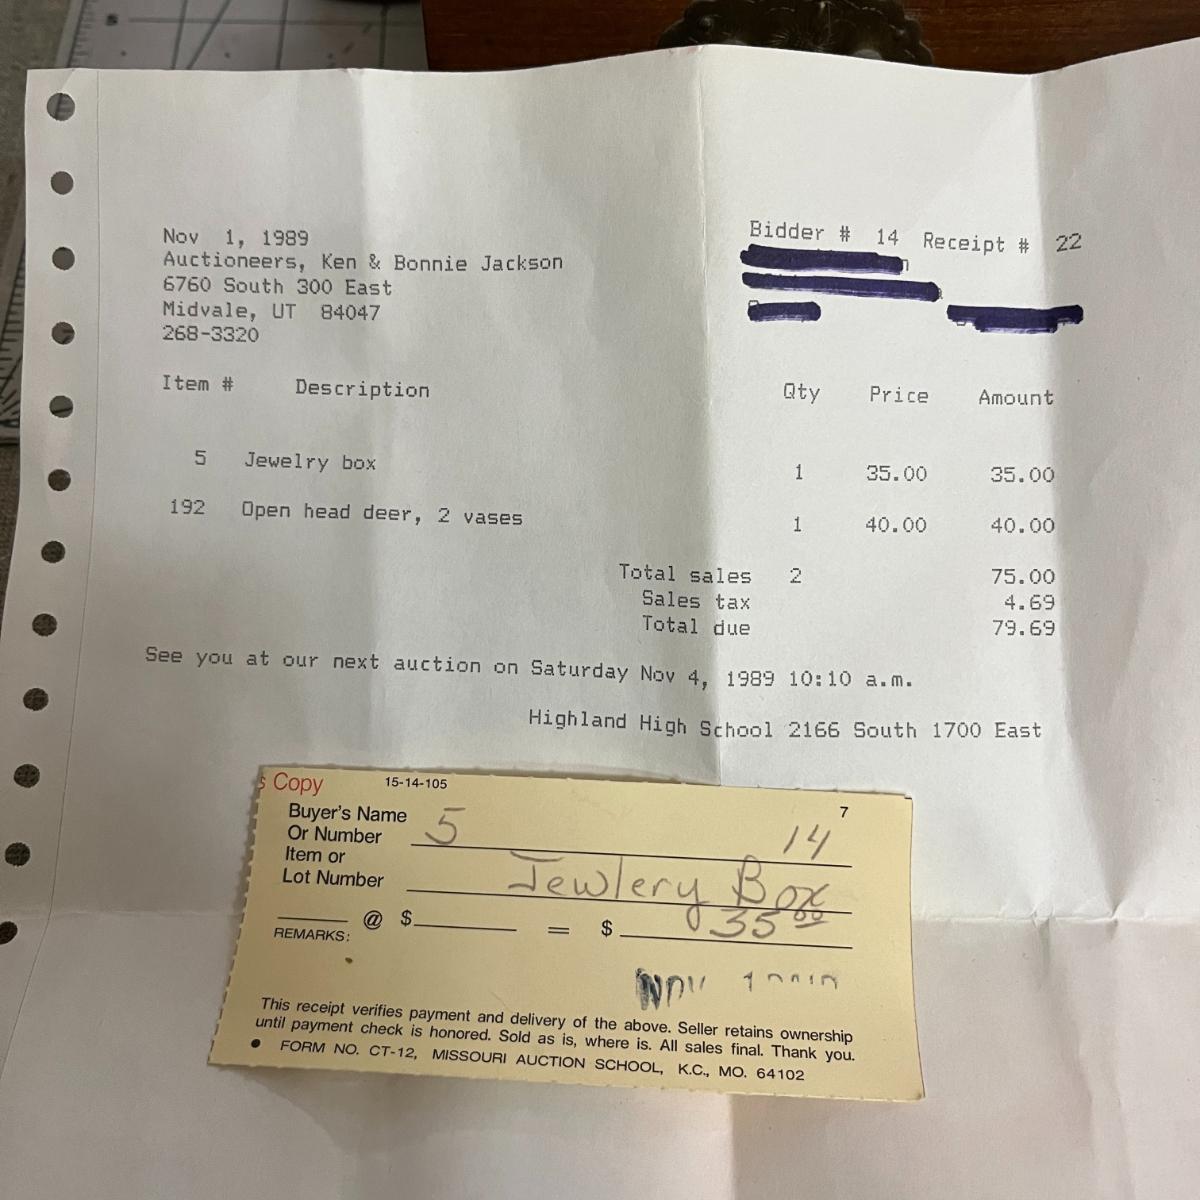 Nov 1, 1989
Auctioneers, Ken & Bonnie Jackson
6760 South 300 East
Midvale, UT 84047
268-3320
Bidder # 14 Receipt # 22
Item # Description Qty Price Amount
5 Jewelry box 1 35.00 35.00
192 Open head deer, 2 vases 1 40.00 40.00
Total sales 2 75.00
Sales tax 4.69
Total due 79.69
See you at our next auction on Saturday Nov 4, 1989 10:10 a.m.
Highland High School 2166 South 1700 East
Copy 15-14-105
7
Buyer's Name
Or Number 5 14
Item or
Lot Number Jewlery Box
@ $ = $ 35 00
REMARKS:
This receipt verifies payment and delivery of the above. Seller retains ownership
until payment check is honored. Sold as is, where is. All sales final. Thank you.
• FORM NO. CT-12, MISSOURI AUCTION SCHOOL, K.C., MO. 64102